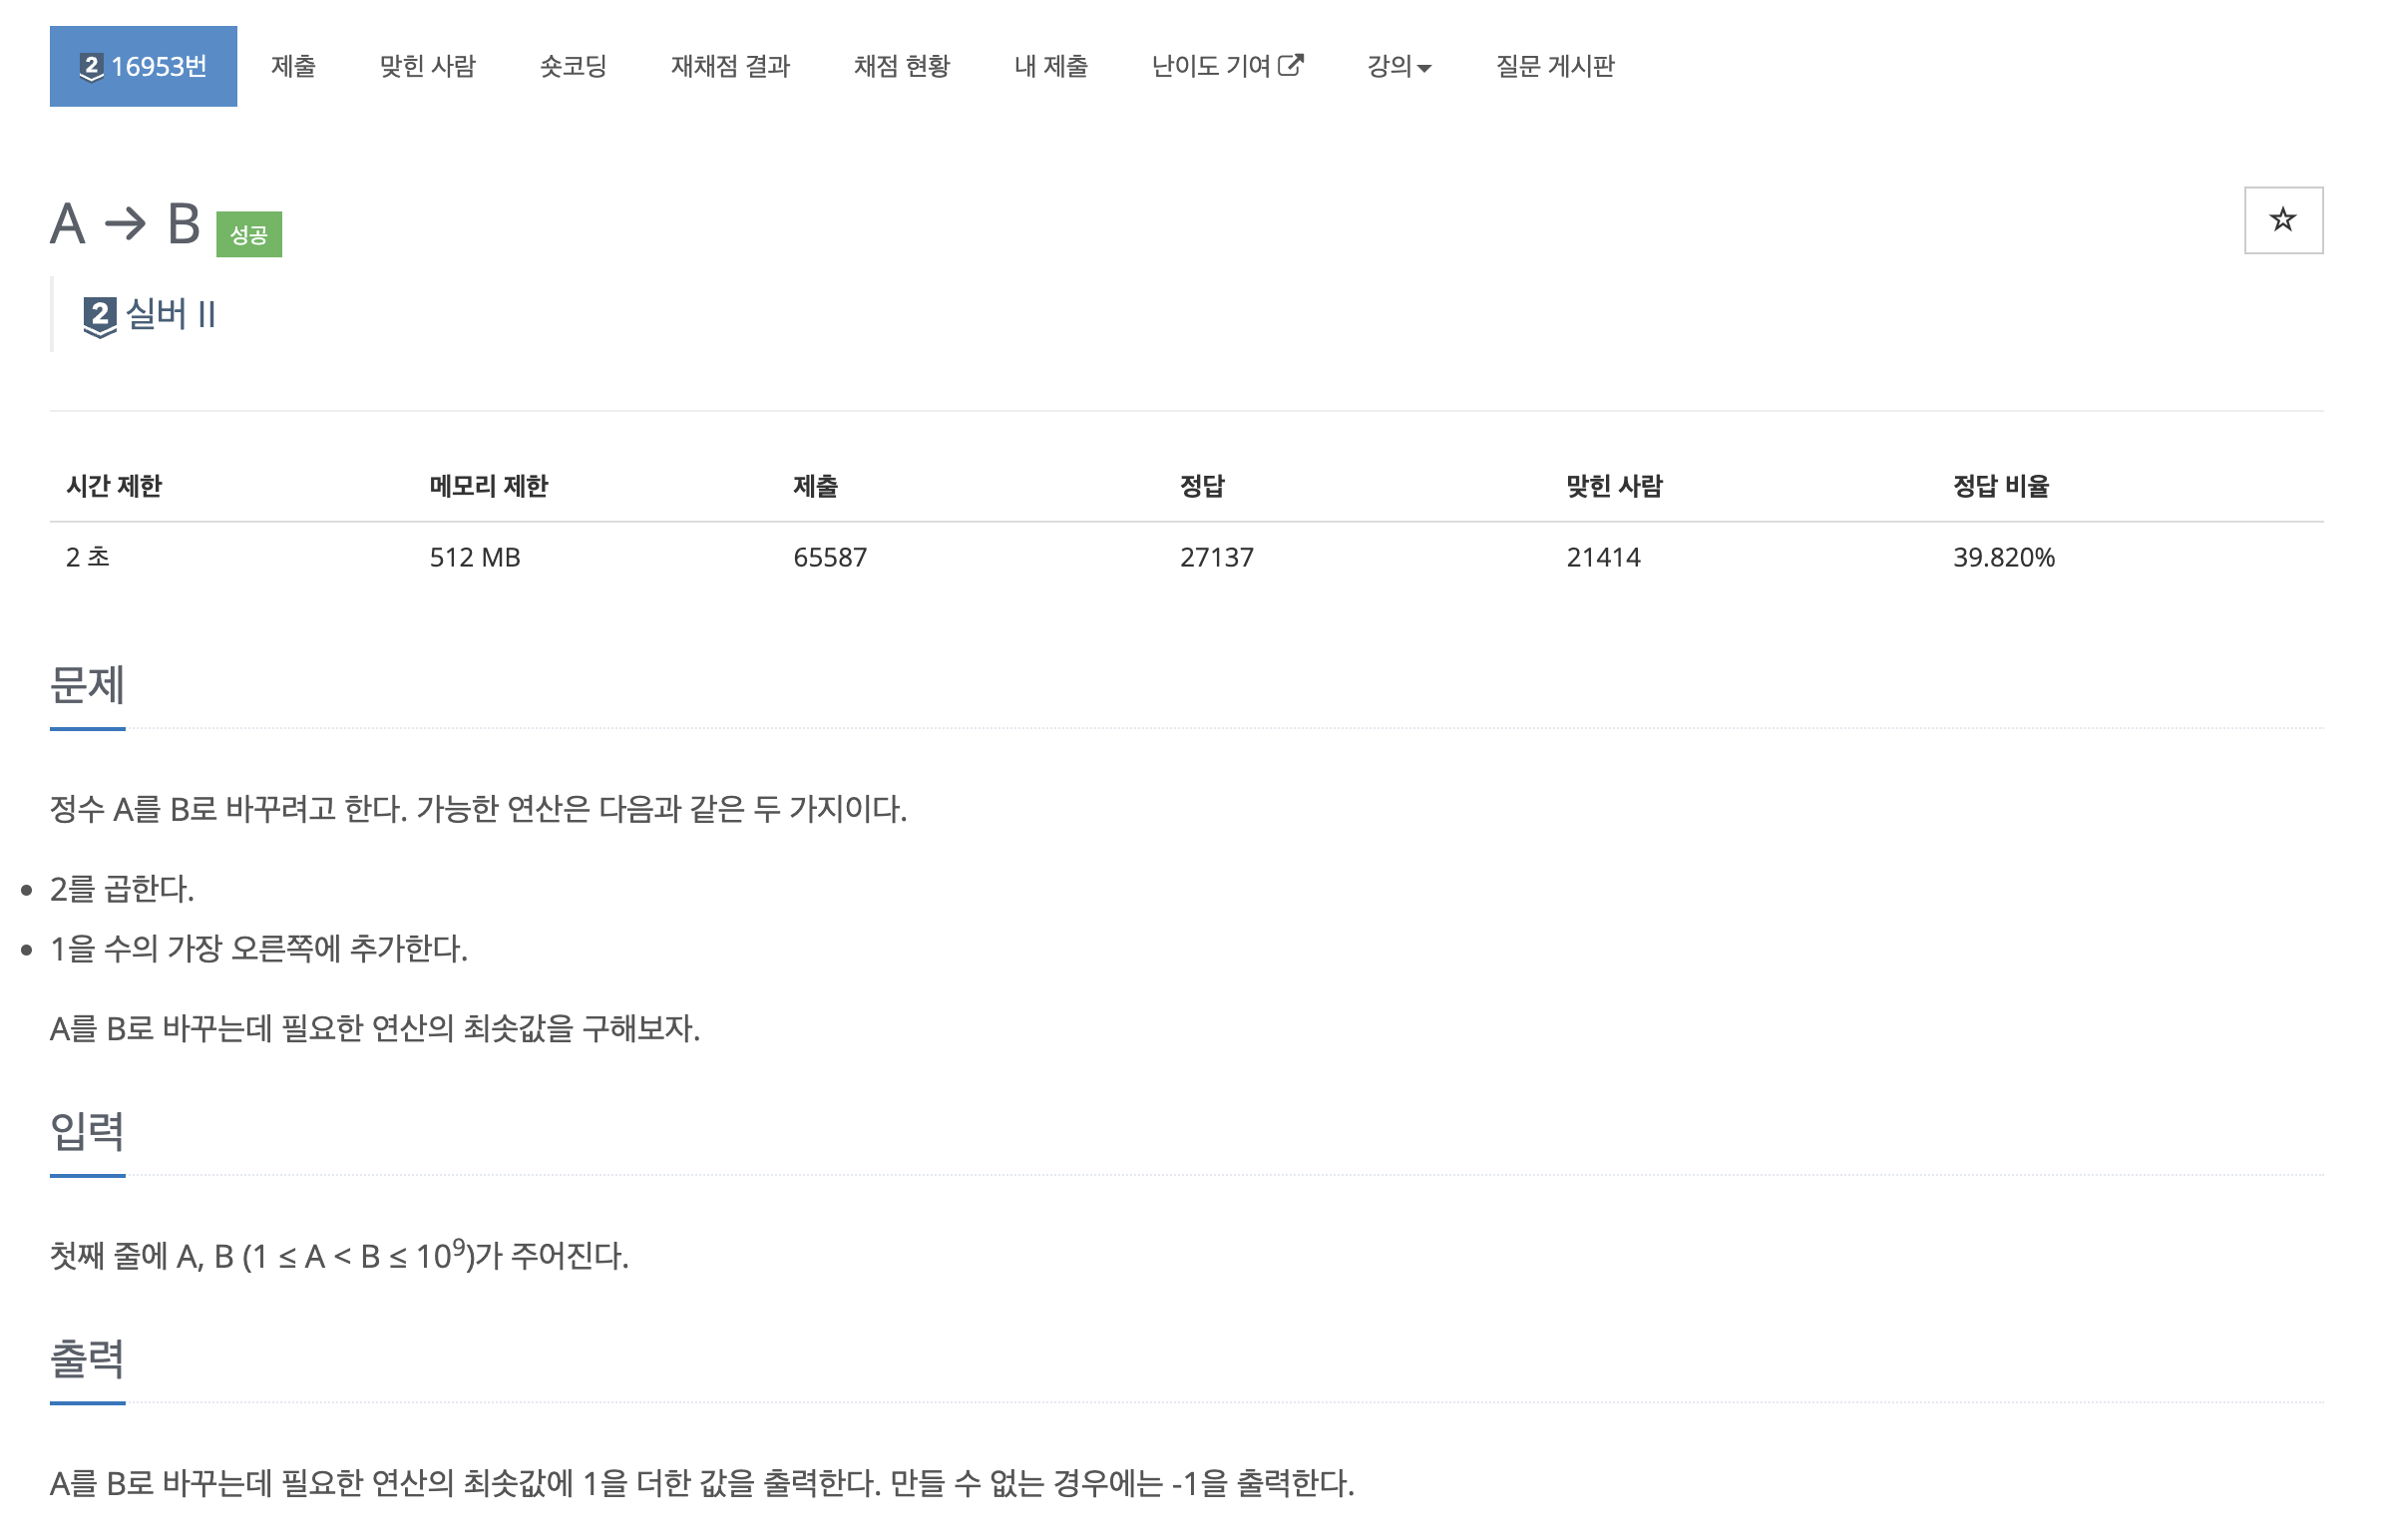 2 16953번 제출 맞힌 사람 숏코딩 재채점 결과 채점 현황 내 제출 난이도 기여 강의 질문 게시판
A → B 성공
2 실버 II
시간 제한 메모리 제한 제출 정답 맞힌 사람 정답 비율
2 초 512 MB 65587 27137 21414 39.820%
문제
정수 A를 B로 바꾸려고 한다. 가능한 연산은 다음과 같은 두 가지이다.
• 2를 곱한다.
• 1을 수의 가장 오른쪽에 추가한다.
A를 B로 바꾸는데 필요한 연산의 최솟값을 구해보자.
입력
첫째 줄에 A, B (1 ≤ A < B ≤ 10⁹)가 주어진다.
출력
A를 B로 바꾸는데 필요한 연산의 최솟값에 1을 더한 값을 출력한다. 만들 수 없는 경우에는 -1을 출력한다.